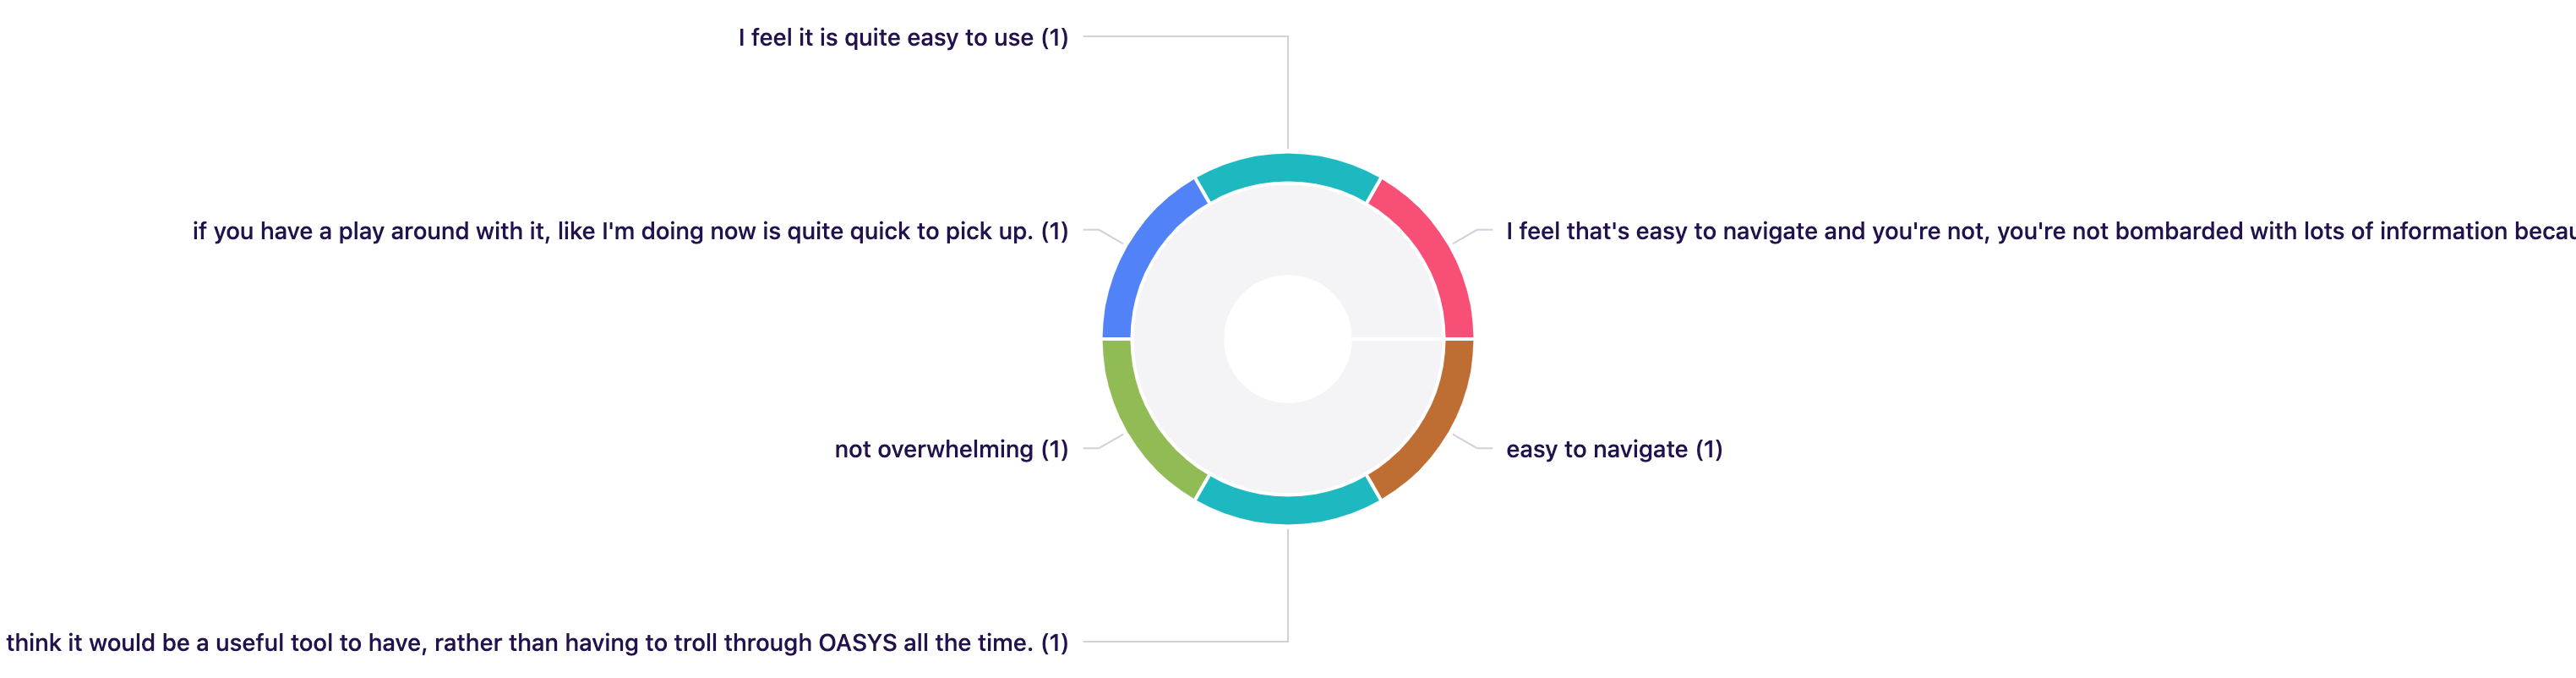 I feel it is quite easy to use (1)
if you have a play around with it, like I'm doing now is quite quick to pick up. (1)
I feel that's easy to navigate and you're not, you're not bombarded with lots of information becau
not overwhelming (1)
easy to navigate (1)
think it would be a useful tool to have, rather than having to troll through OASYS all the time. (1)